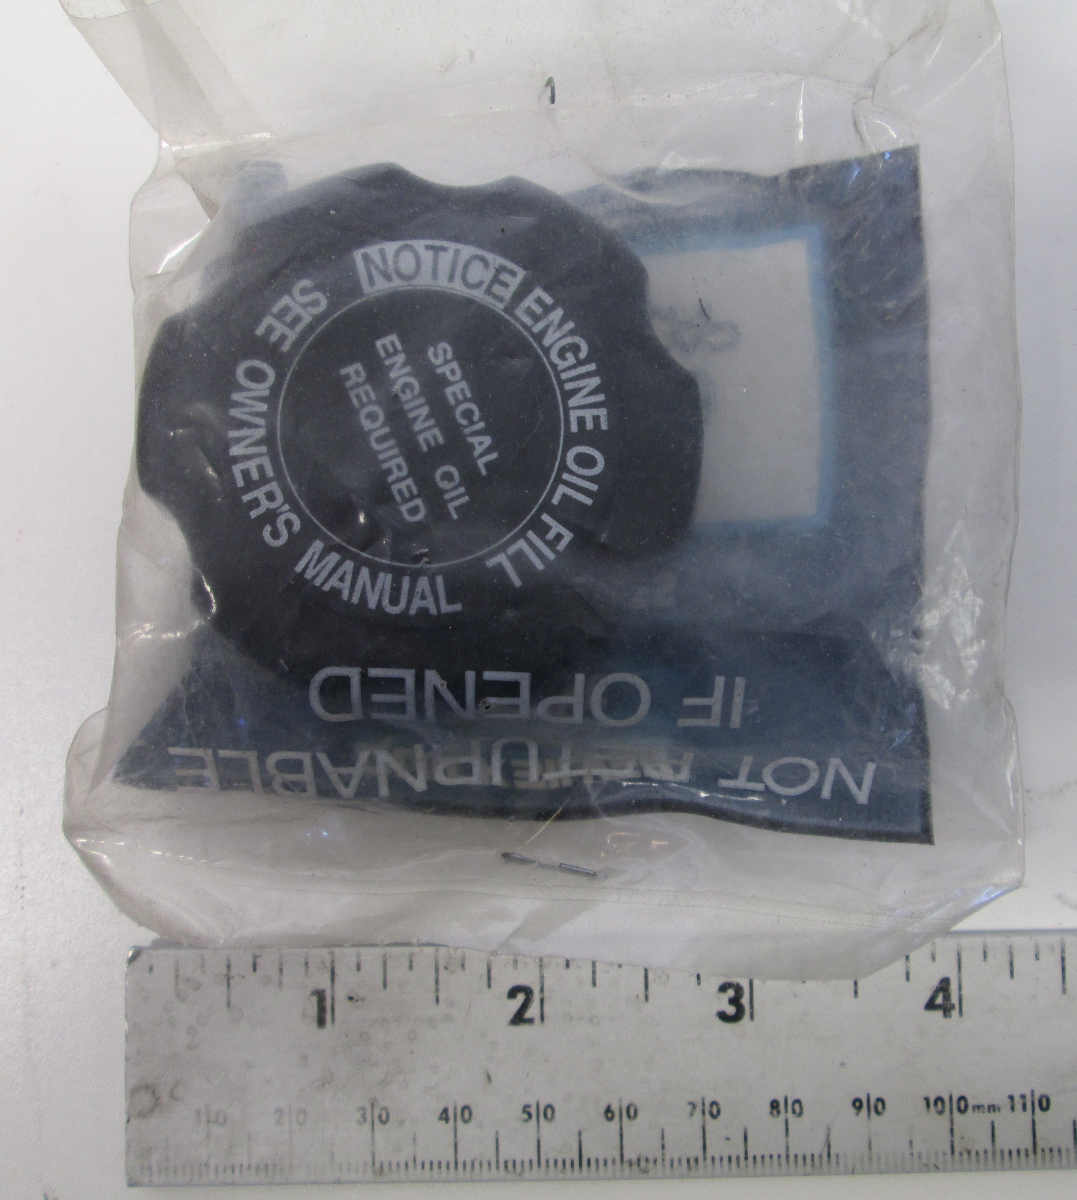 NOTICE ENGINE OIL FILL
SEE OWNER'S MANUAL
SPECIAL
ENGINE OIL
REQUIRED
NOT RETURNABLE
IF OPENED
1 2 3 4
10 20 30 40 50 60 70 80 90 100mm 110